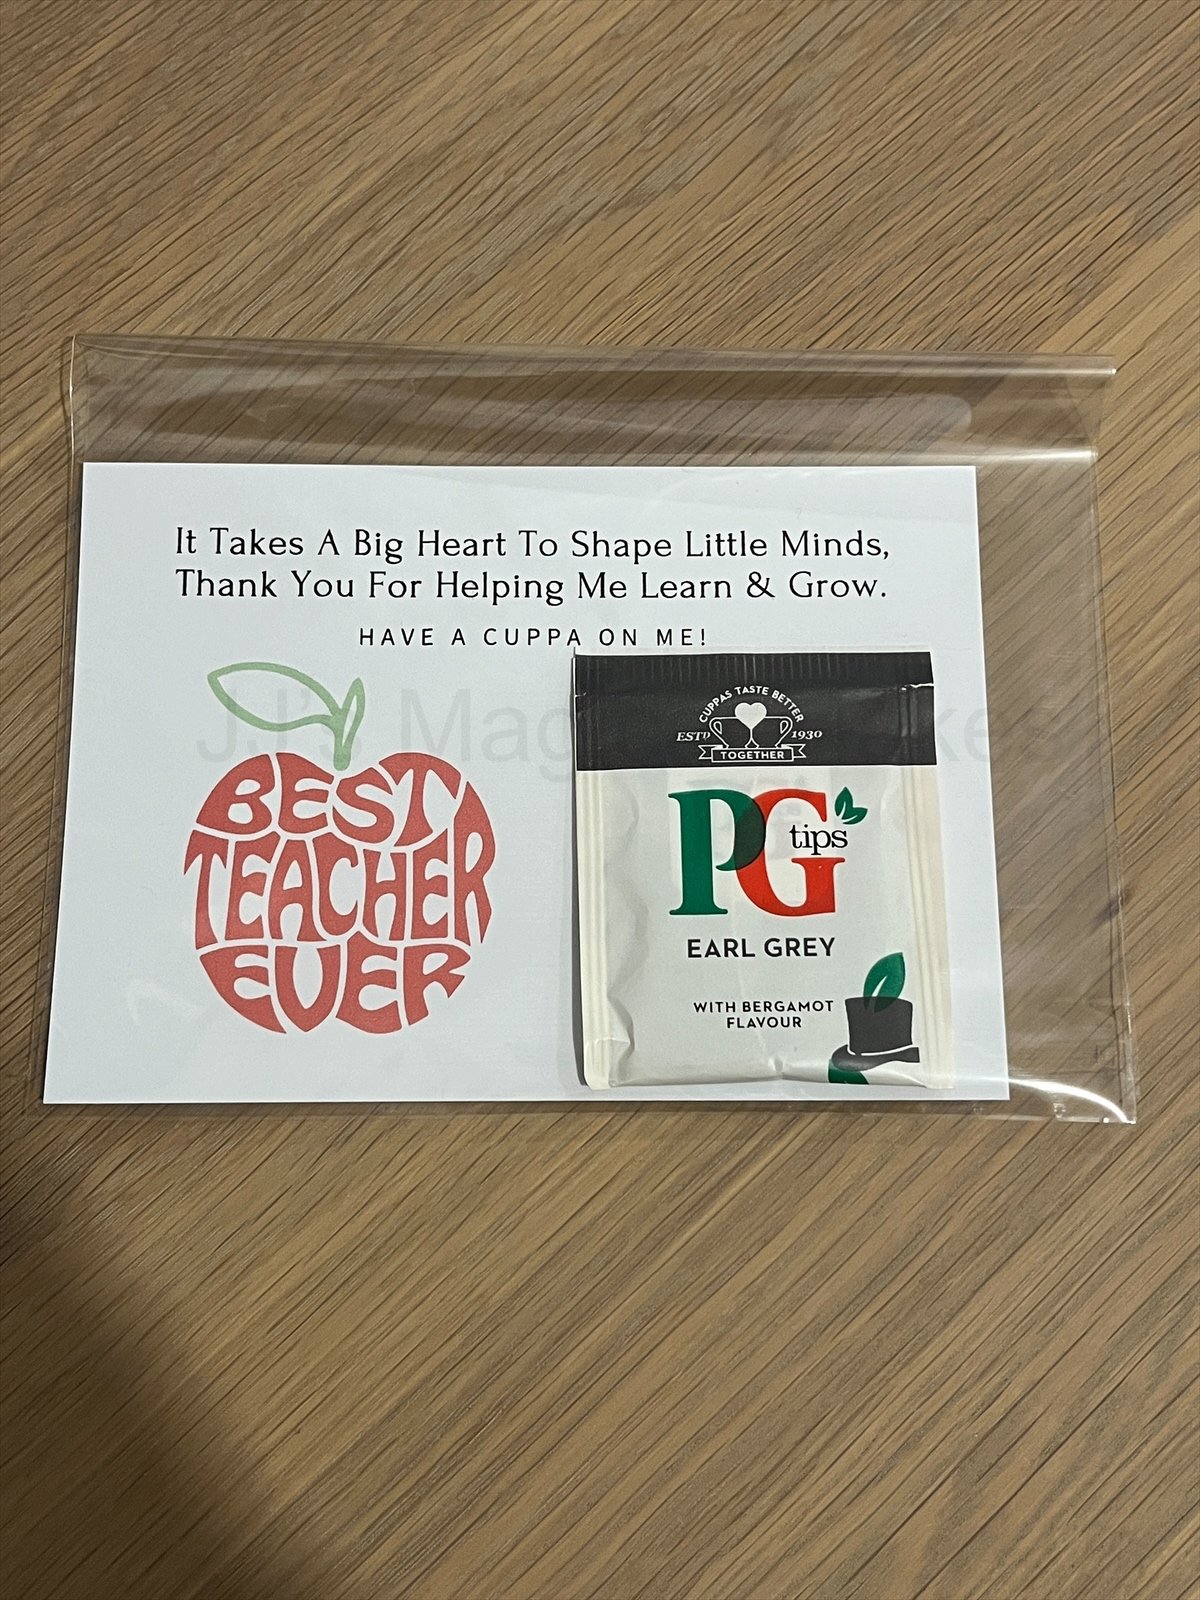 It Takes A Big Heart To Shape Little Minds,
Thank You For Helping Me Learn & Grow.
HAVE A CUPPA ON ME!
BEST
TEACHER
EVER
CUPPAS TASTE BETTER
ESTD 1930
TOGETHER
PG
tips
EARL GREY
WITH BERGAMOT
FLAVOUR
J.J's